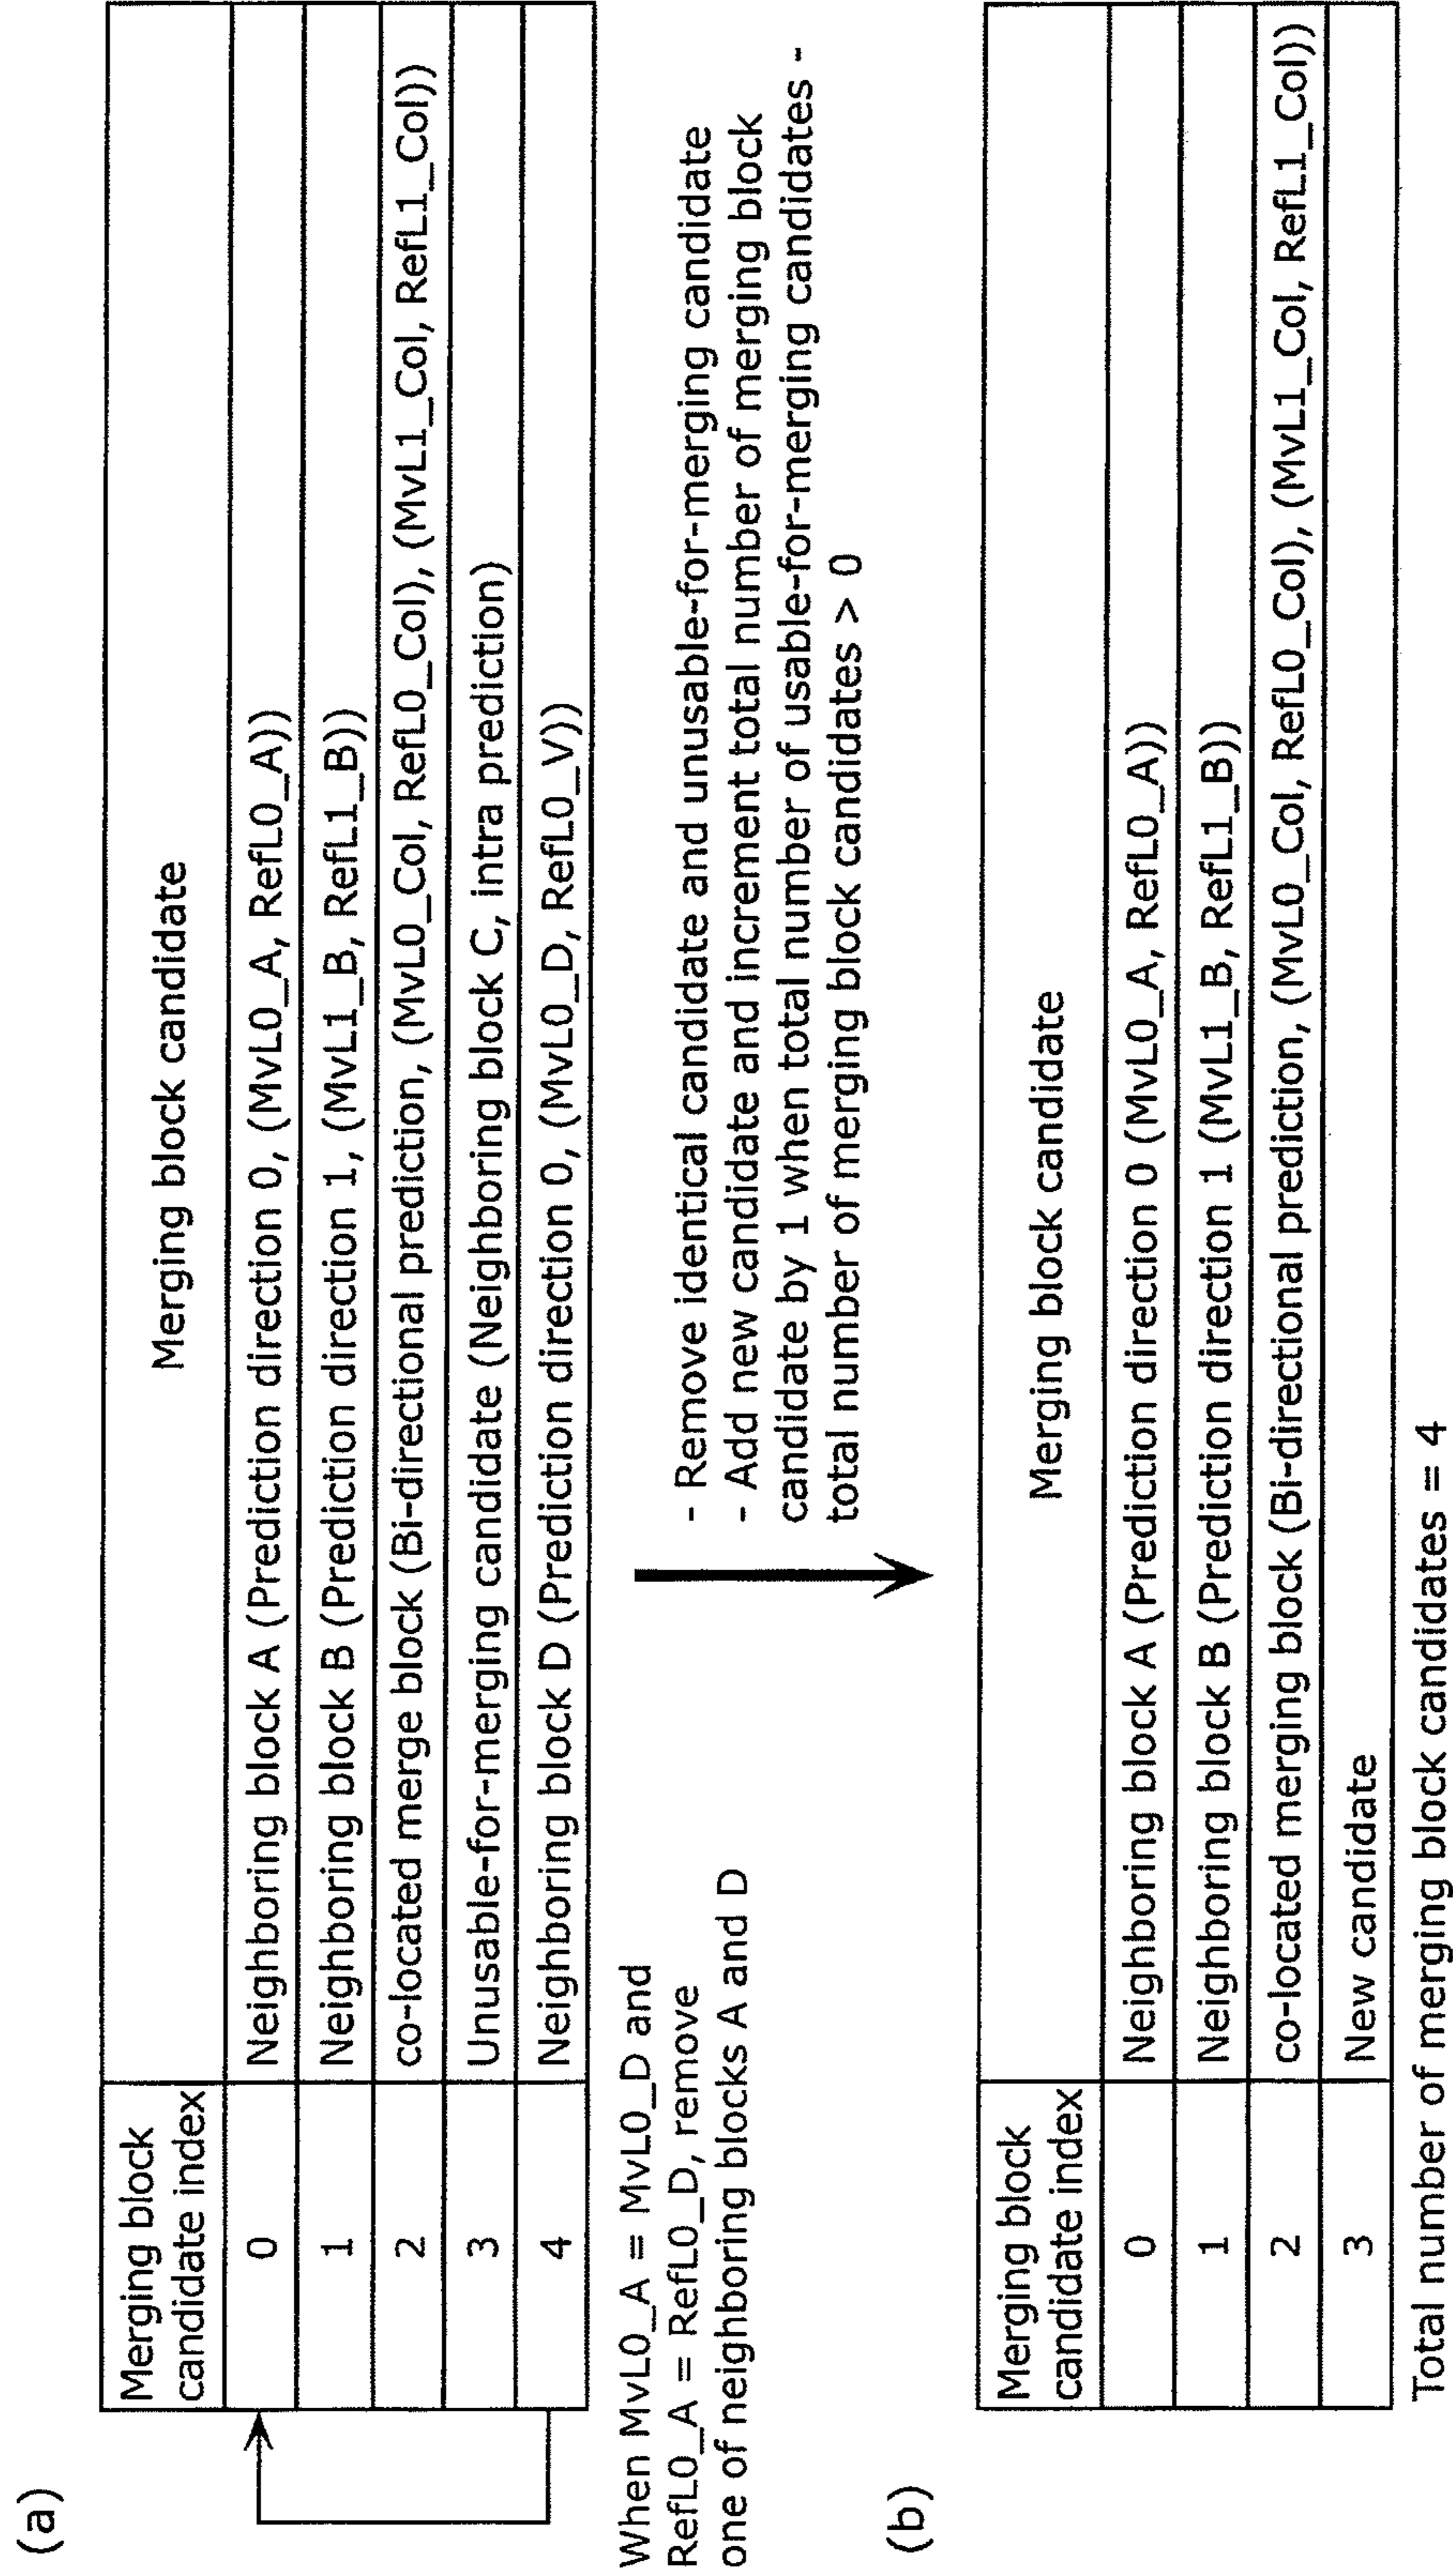 (a)
Merging block
candidate index
Merging block candidate
0
Neighboring block A (Prediction direction 0, (MvL0_A, RefL0_A))
1
Neighboring block B (Prediction direction 1, (MvL1_B, RefL1_B))
2
co-located merge block (Bi-directional prediction, (MvL0_Col, RefL0_Col), (MvL1_Col, RefL1_Col))
3
Unusable-for-merging candidate (Neighboring block C, intra prediction)
4
Neighboring block D (Prediction direction 0, (MvL0_D, RefL0_V))
When MvL0_A = MvL0_D and
RefL0_A = RefL0_D, remove
one of neighboring blocks A and D
- Remove identical candidate and unusable-for-merging candidate
- Add new candidate and increment total number of merging block
candidate by 1 when total number of usable-for-merging candidates -
total number of merging block candidates > 0
(b)
Merging block
candidate index
Merging block candidate
0
Neighboring block A (Prediction direction 0 (MvL0_A, RefL0_A))
1
Neighboring block B (Prediction direction 1 (MvL1_B, RefL1_B))
2
co-located merging block (Bi-directional prediction, (MvL0_Col, RefL0_Col), (MvL1_Col, RefL1_Col))
3
New candidate
Total number of merging block candidates = 4